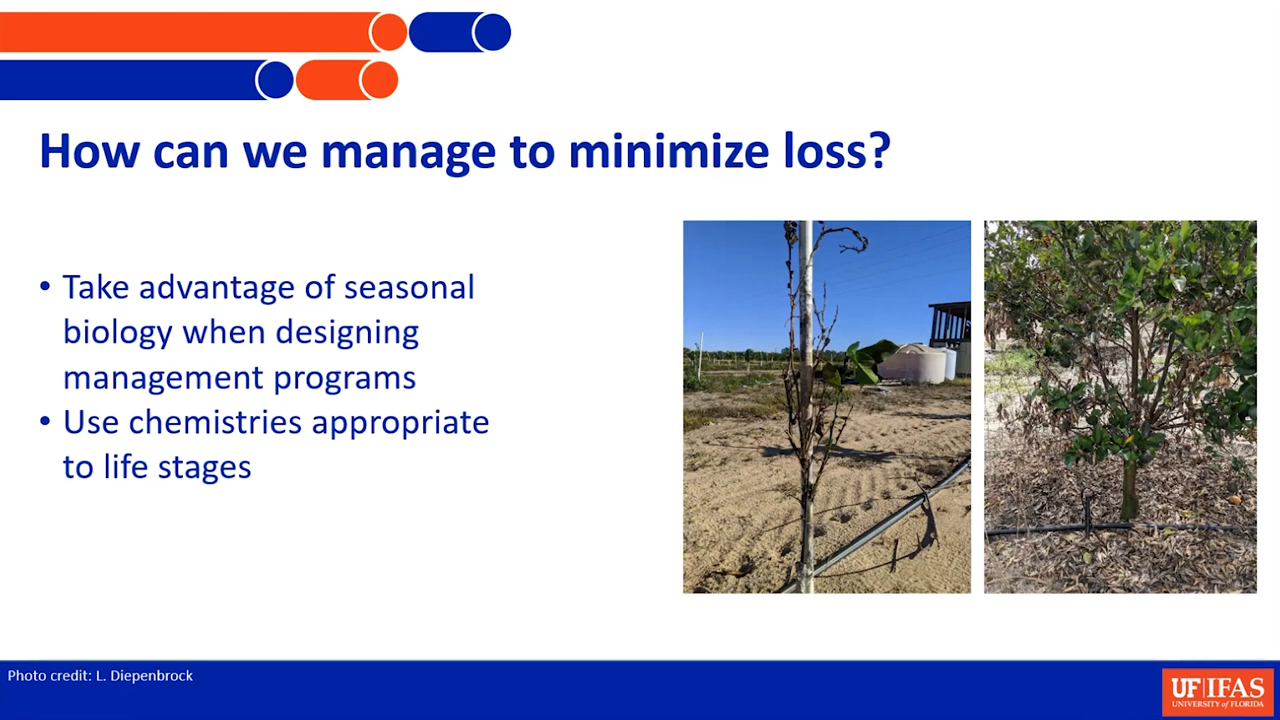 How can we manage to minimize loss?
• Take advantage of seasonal
biology when designing
management programs
• Use chemistries appropriate
to life stages
Photo credit: L. Diepenbrock
UF|IFAS
UNIVERSITY of FLORIDA